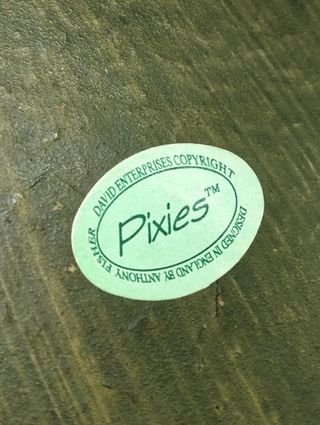 DAVID ENTERPRISES COPYRIGHT
Pixies™
DESIGNED IN ENGLAND BY ANTHONY FISHER